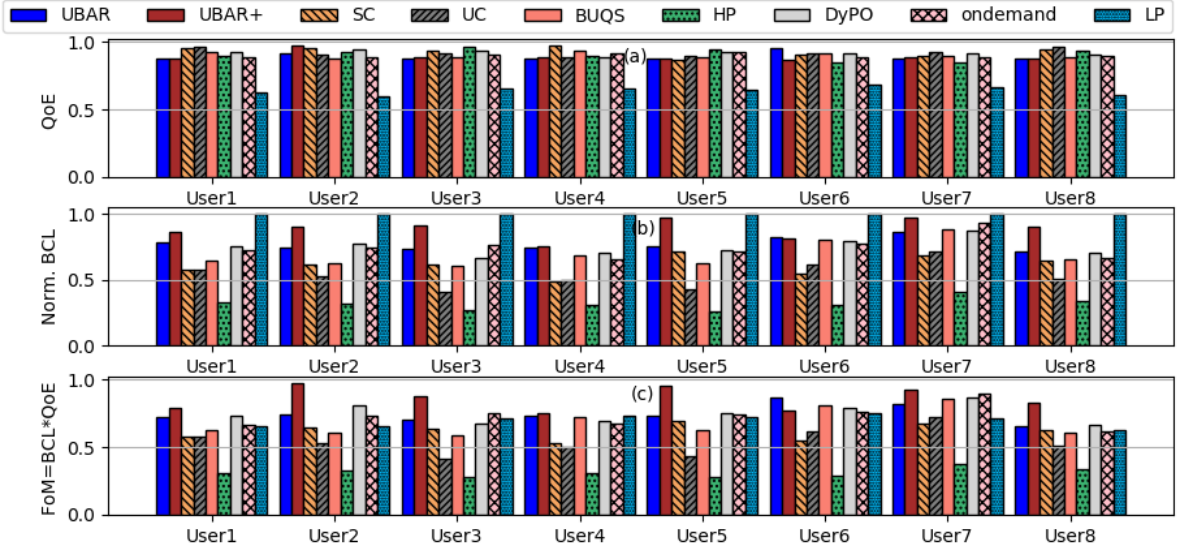 UBAR UBAR+ SC UC BUQS HP DyPO ondemand LP
1.0
(a)
QoE
0.5
0.0
User1 User2 User3 User4 User5 User6 User7 User8
1.0
(b)
Norm. BCL
0.5
0.0
User1 User2 User3 User4 User5 User6 User7 User8
1.0
(c)
FoM=BCL*QoE
0.5
0.0
User1 User2 User3 User4 User5 User6 User7 User8